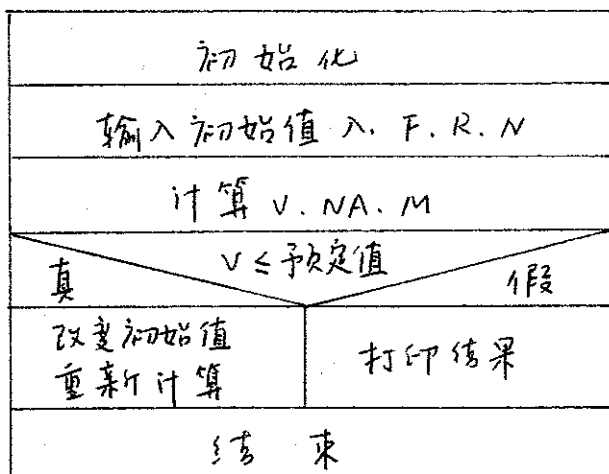 初始化
输入初始值 λ. F. R. N
计算 V. NA. M
V ≤ 预定值
真
假
改变初始值
重新计算
打印结果
结束